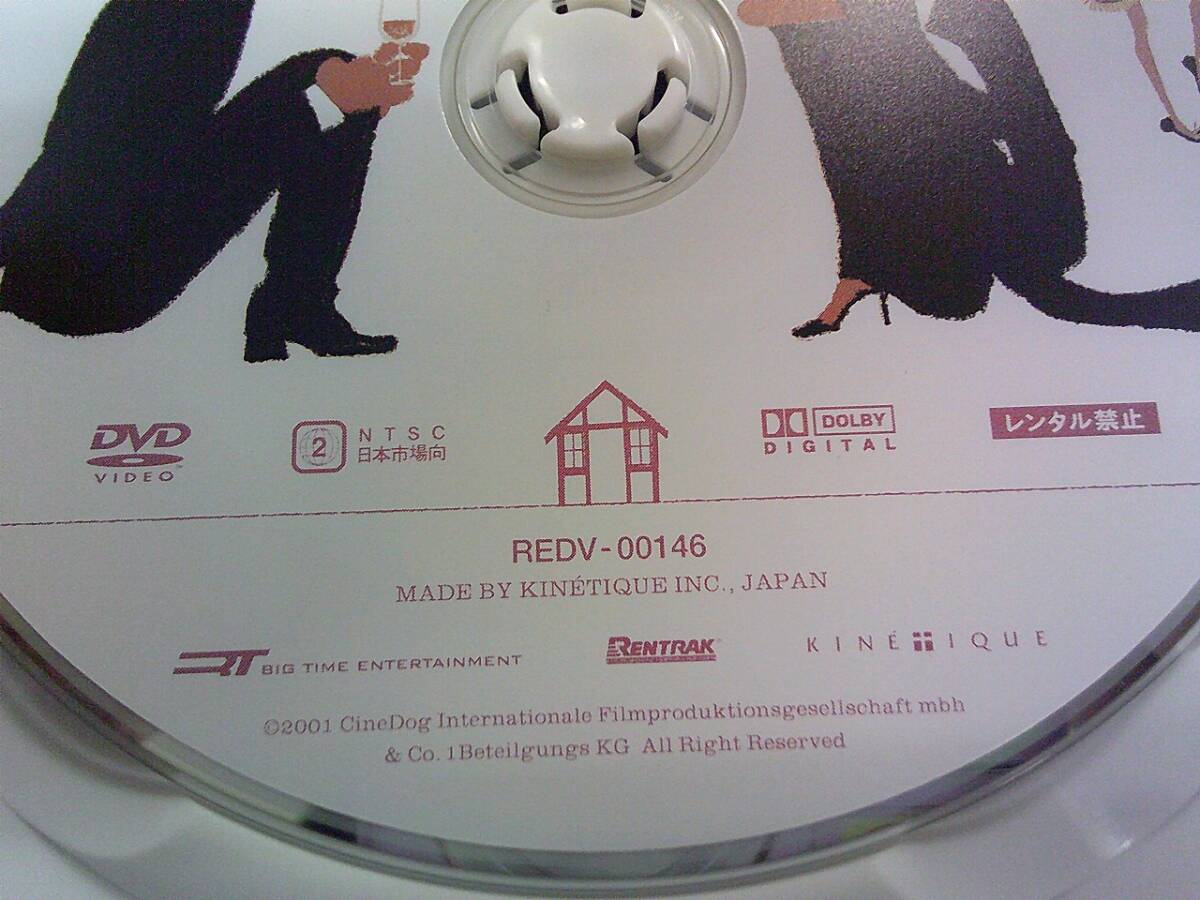 DVD VIDEO
2 NTSC
日本市場向
DOLBY
DIGITAL
レンタル禁止
REDV-00146
MADE BY KINÉTIQUE INC., JAPAN
BIG TIME ENTERTAINMENT
RENTRAK
KINÉTIQUE
©2001 CineDog Internationale Filmproduktionsgesellschaft mbh
& Co. 1Beteilgungs KG All Right Reserved